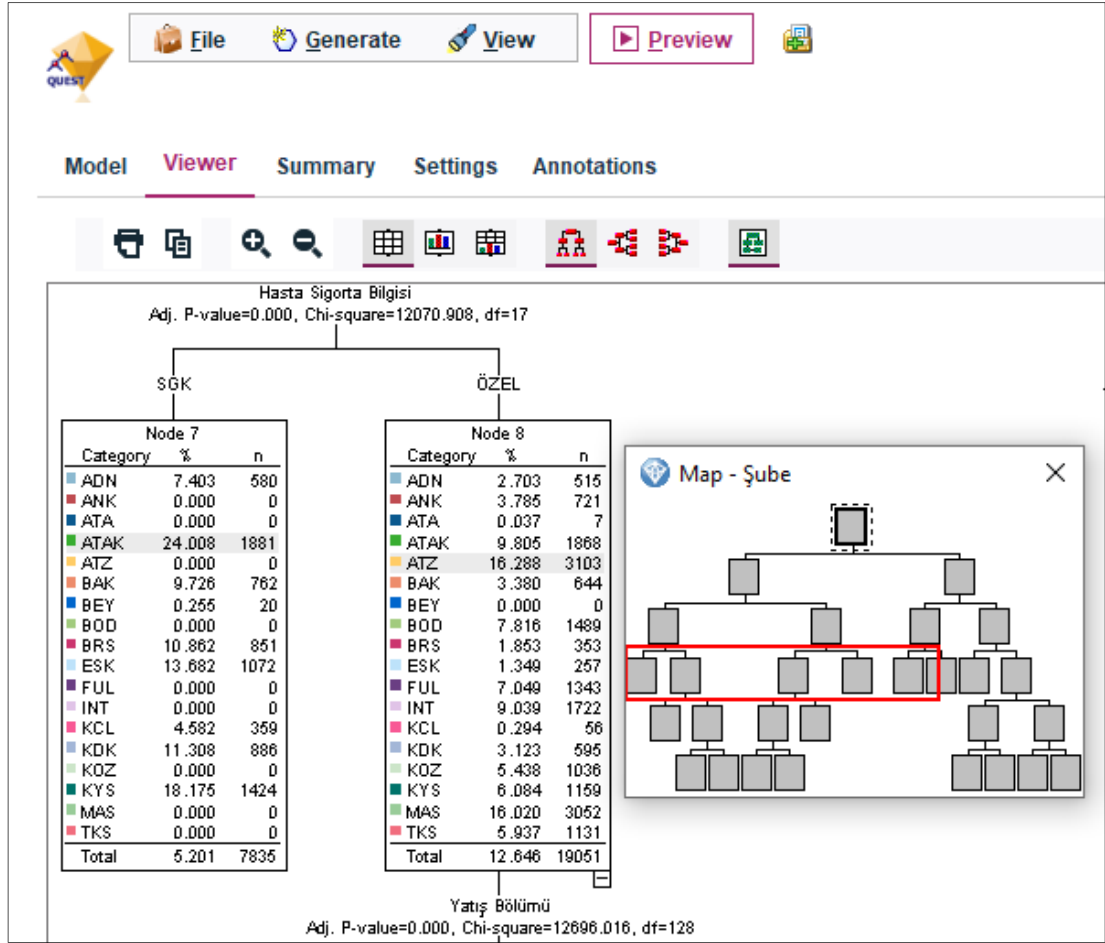 File Generate View Preview
QUEST
Model Viewer Summary Settings Annotations
Hasta Sigorta Bilgisi
Adj. P-value=0.000, Chi-square=12070.908, df=17
SGK ÖZEL
Node 7
Category % n
ADN 7.403 580
ANK 0.000 0
ATA 0.000 0
ATAK 24.008 1881
ATZ 0.000 0
BAK 9.726 762
BEY 0.255 20
BOD 0.000 0
BRS 10.862 851
ESK 13.682 1072
FUL 0.000 0
INT 0.000 0
KCL 4.582 359
KDK 11.308 886
KOZ 0.000 0
KYS 18.175 1424
MAS 0.000 0
TKS 0.000 0
Total 5.201 7835
Node 8
Category % n
ADN 2.703 515
ANK 3.785 721
ATA 0.037 7
ATAK 9.805 1868
ATZ 16.288 3103
BAK 3.380 644
BEY 0.000 0
BOD 7.816 1489
BRS 1.853 353
ESK 1.349 257
FUL 7.049 1343
INT 9.039 1722
KCL 0.294 56
KDK 3.123 595
KOZ 5.438 1036
KYS 6.084 1159
MAS 16.020 3052
TKS 5.937 1131
Total 12.646 19051
Map - Şube
Yatış Bölümü
Adj. P-value=0.000, Chi-square=12696.016, df=128